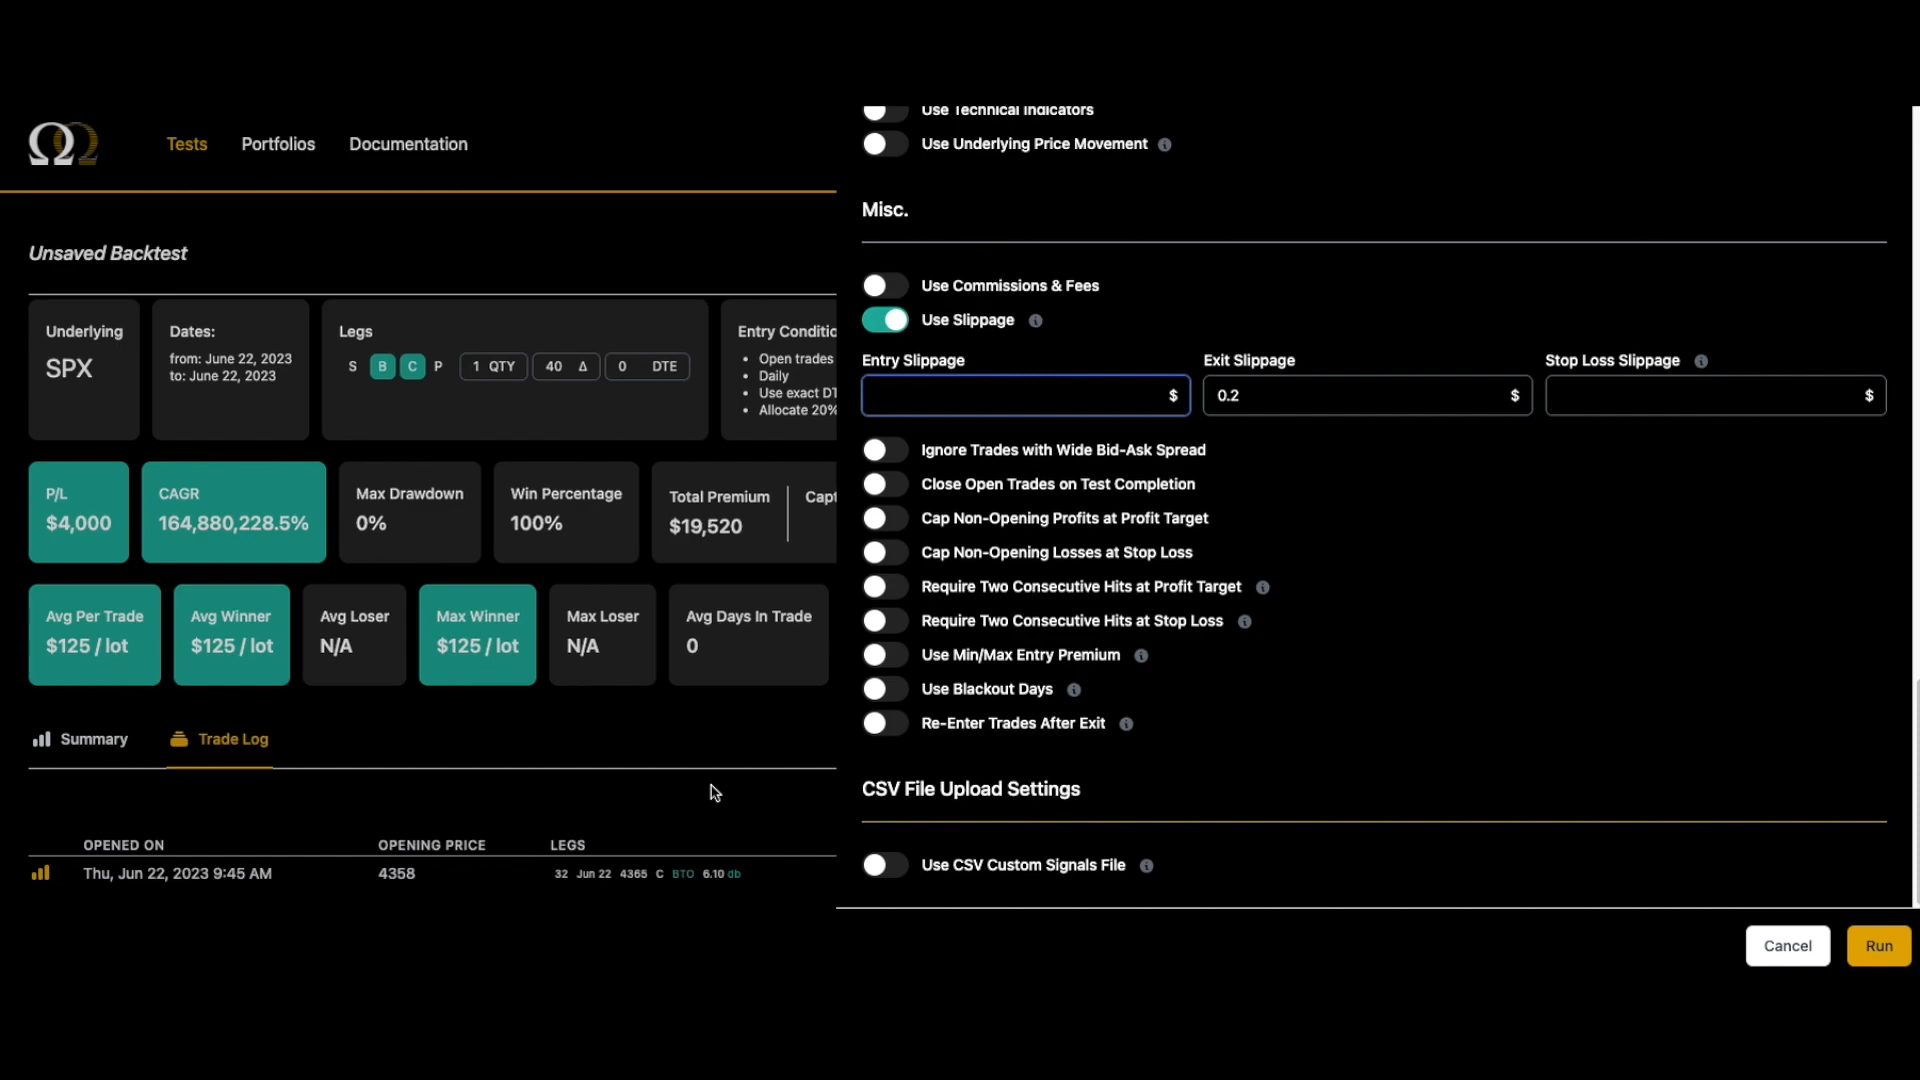 Tests Portfolios Documentation
Unsaved Backtest
Underlying
SPX
Dates:
from: June 22, 2023
to: June 22, 2023
Legs
S B C P 1 QTY 40 Δ 0 DTE
Entry Conditio
• Open trades
• Daily
• Use exact DT
• Allocate 20%
P/L
$4,000
CAGR
164,880,228.5%
Max Drawdown
0%
Win Percentage
100%
Total Premium
$19,520
Capt
Avg Per Trade
$125 / lot
Avg Winner
$125 / lot
Avg Loser
N/A
Max Winner
$125 / lot
Max Loser
N/A
Avg Days In Trade
0
Summary Trade Log
OPENED ON OPENING PRICE LEGS
Thu, Jun 22, 2023 9:45 AM 4358 32 Jun 22 4365 C BTO 6.10 db
Use Technical Indicators
Use Underlying Price Movement
Misc.
Use Commissions & Fees
Use Slippage
Entry Slippage Exit Slippage Stop Loss Slippage
$ 0.2 $ $
Ignore Trades with Wide Bid-Ask Spread
Close Open Trades on Test Completion
Cap Non-Opening Profits at Profit Target
Cap Non-Opening Losses at Stop Loss
Require Two Consecutive Hits at Profit Target
Require Two Consecutive Hits at Stop Loss
Use Min/Max Entry Premium
Use Blackout Days
Re-Enter Trades After Exit
CSV File Upload Settings
Use CSV Custom Signals File
Cancel Run